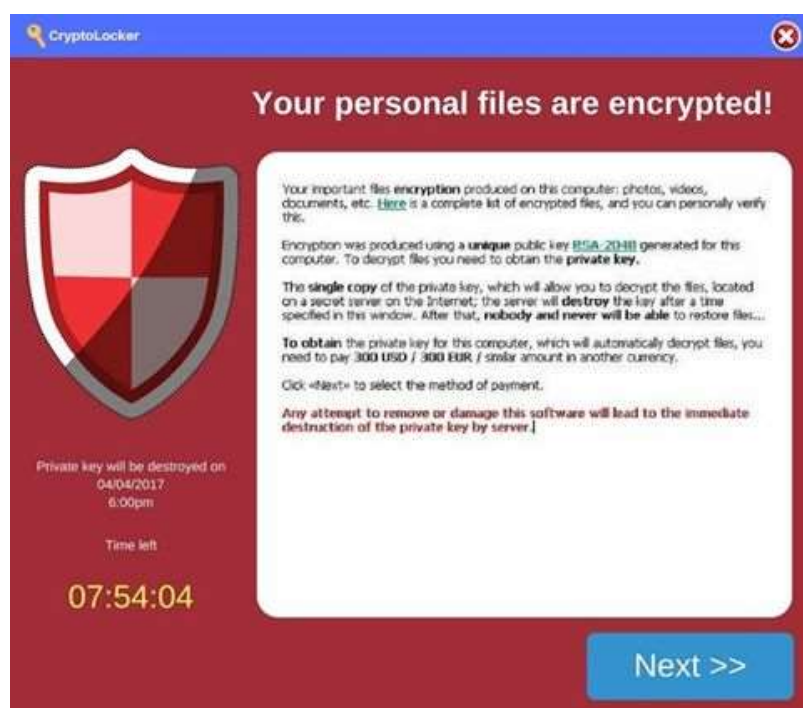 CryptoLocker
Your personal files are encrypted!
Your important files encryption produced on this computer: photos, videos,
documents, etc. Here is a complete list of encrypted files, and you can personally verify
this.
Encryption was produced using a unique public key RSA-2048 generated for this
computer. To decrypt files you need to obtain the private key.
The single copy of the private key, which will allow you to decrypt the files, located
on a secret server on the Internet; the server will destroy the key after a time
specified in this window. After that, nobody and never will be able to restore files...
To obtain the private key for this computer, which will automatically decrypt files, you
need to pay 300 USD / 300 EUR / similar amount in another currency.
Click «Next» to select the method of payment.
Any attempt to remove or damage this software will lead to the immediate
destruction of the private key by server.
Private key will be destroyed on
04/04/2017
6:00pm
Time left
07:54:04
Next >>